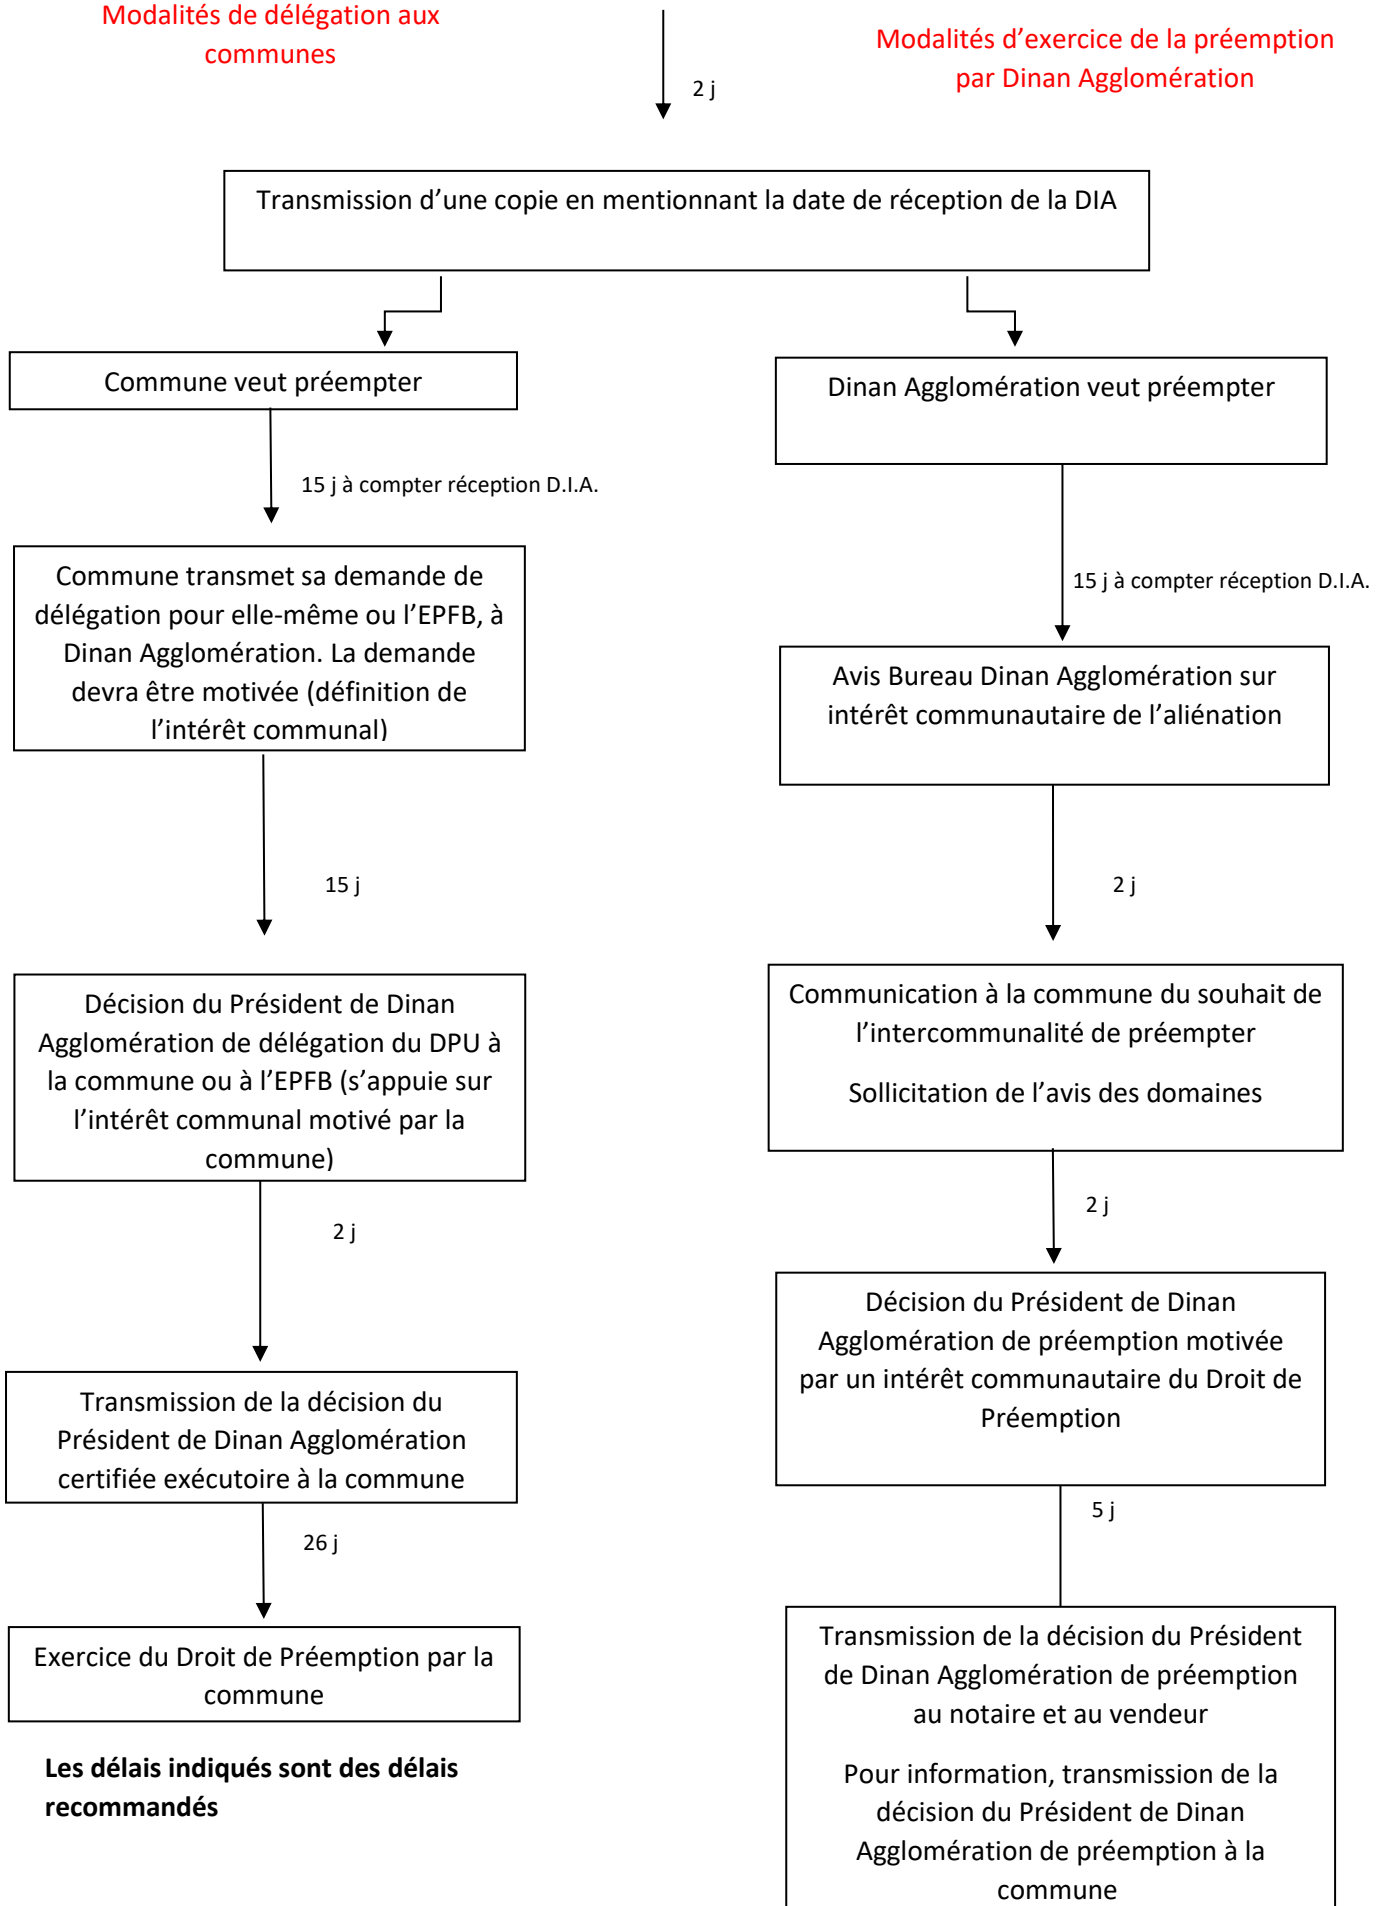 Modalités de délégation aux
communes
Modalités d’exercice de la préemption
par Dinan Agglomération
2 j
Transmission d’une copie en mentionnant la date de réception de la DIA
Commune veut préempter
15 j à compter réception D.I.A.
Commune transmet sa demande de
délégation pour elle-même ou l’EPFB, à
Dinan Agglomération. La demande
devra être motivée (définition de
l’intérêt communal)
15 j
Décision du Président de Dinan
Agglomération de délégation du DPU à
la commune ou à l’EPFB (s’appuie sur
l’intérêt communal motivé par la
commune)
2 j
Transmission de la décision du
Président de Dinan Agglomération
certifiée exécutoire à la commune
26 j
Exercice du Droit de Préemption par la
commune
Les délais indiqués sont des délais
recommandés
Dinan Agglomération veut préempter
15 j à compter réception D.I.A.
Avis Bureau Dinan Agglomération sur
intérêt communautaire de l’aliénation
2 j
Communication à la commune du souhait de
l’intercommunalité de préempter
Sollicitation de l’avis des domaines
2 j
Décision du Président de Dinan
Agglomération de préemption motivée
par un intérêt communautaire du Droit de
Préemption
5 j
Transmission de la décision du Président
de Dinan Agglomération de préemption
au notaire et au vendeur
Pour information, transmission de la
décision du Président de Dinan
Agglomération de préemption à la
commune